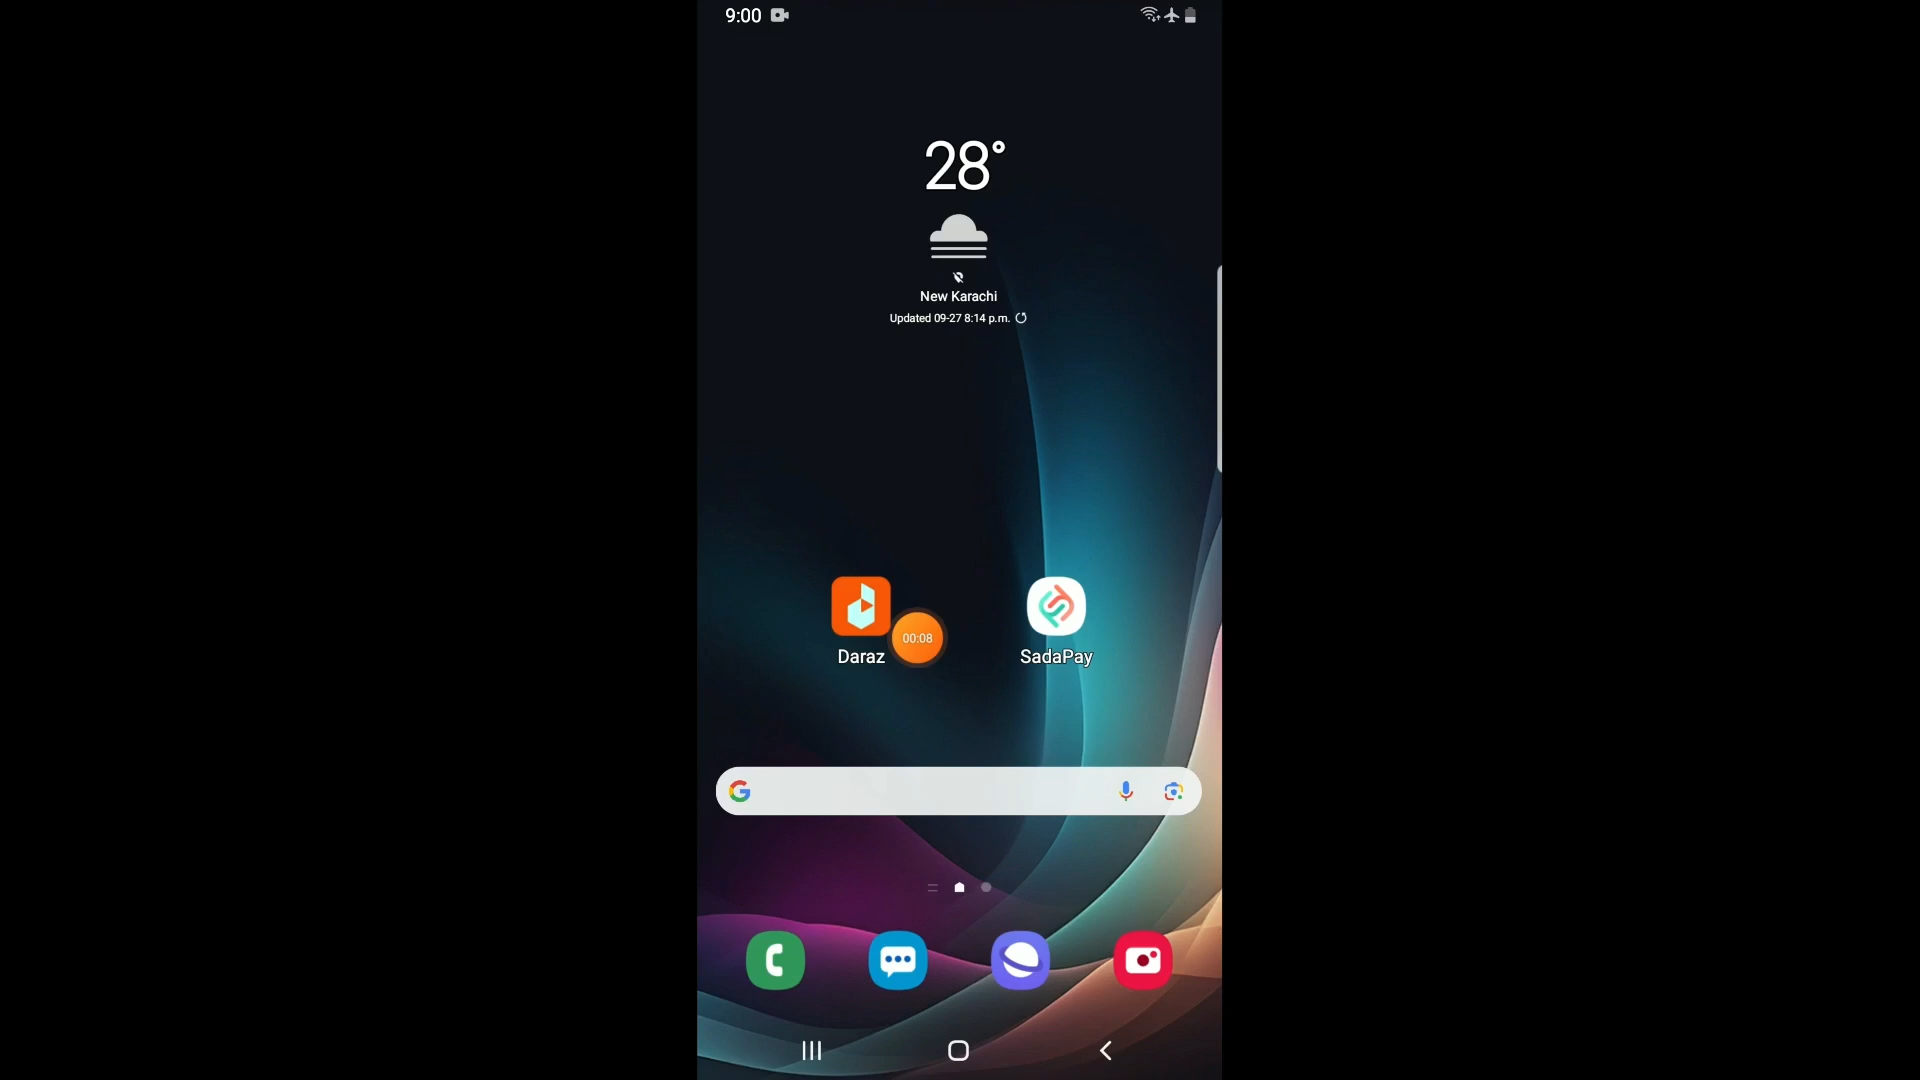 9:00
28°
New Karachi
Updated 09-27 8:14 p.m.
00:08
Daraz
SadaPay